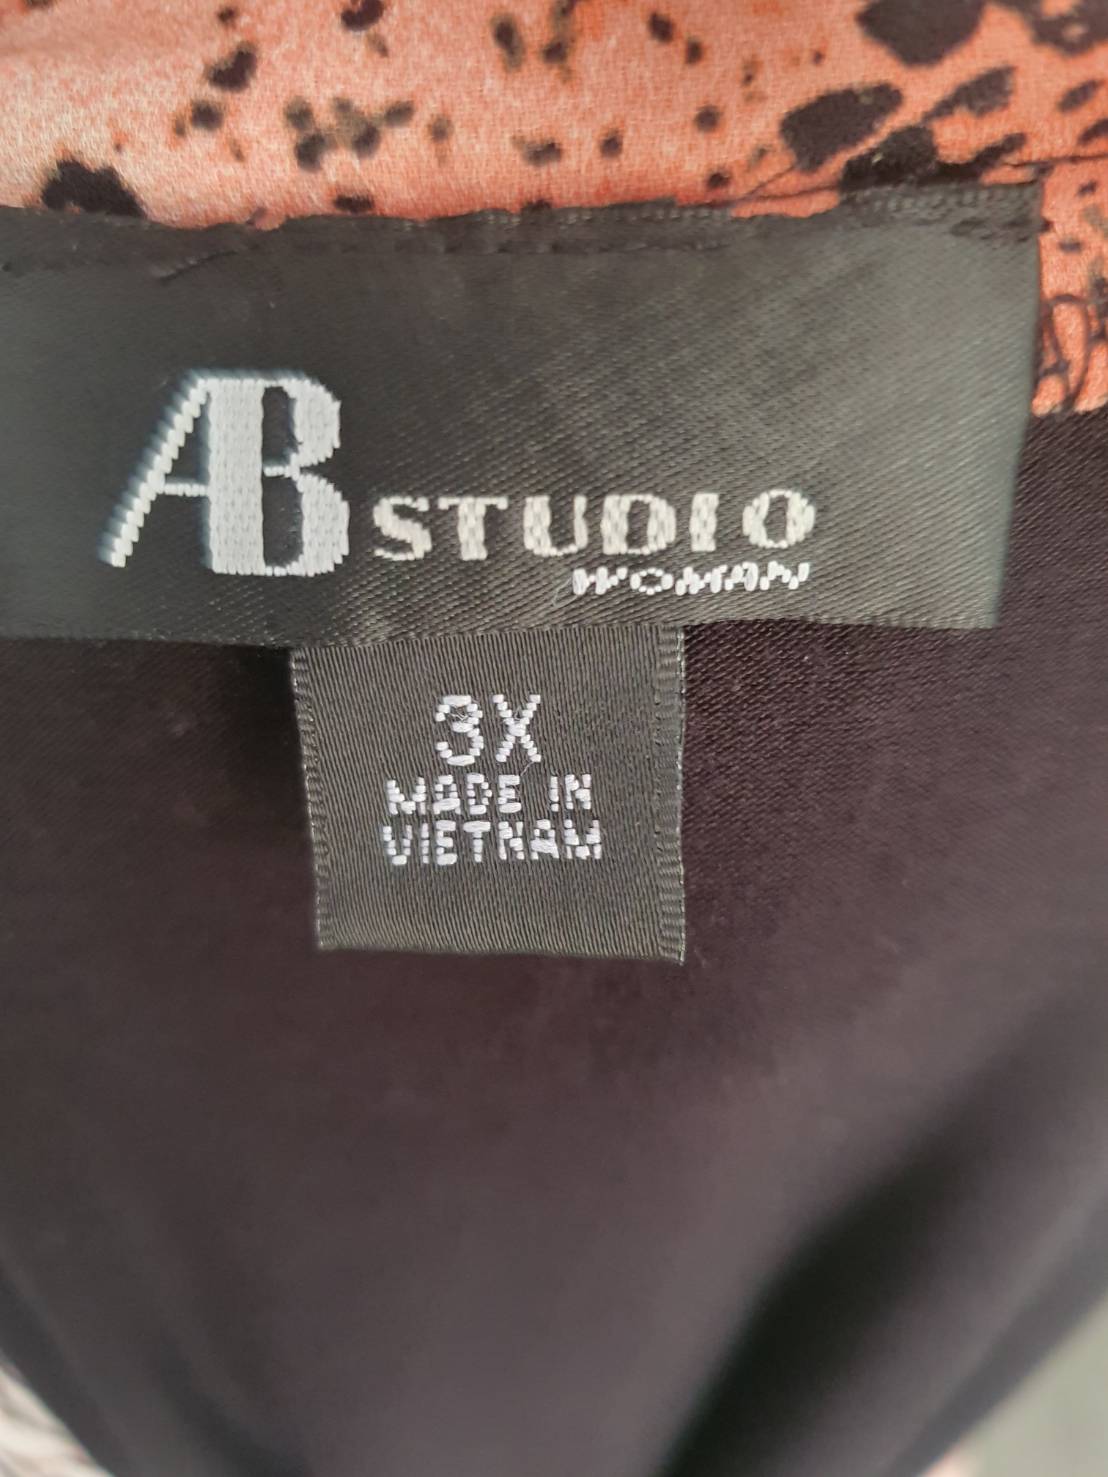 AB STUDIO
WOMAN
3X
MADE IN
VIETNAM